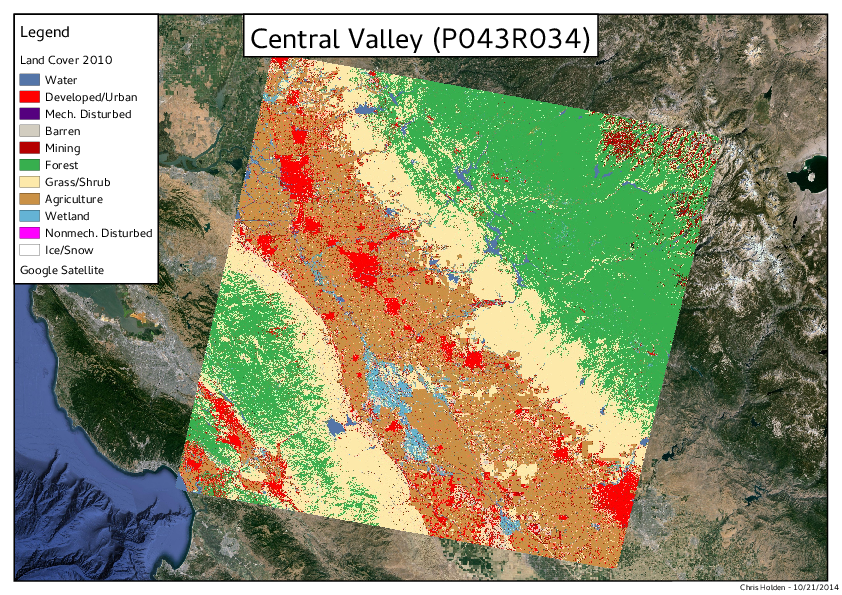 Central Valley (P043R034)
Legend
Land Cover 2010
Water
Developed/Urban
Mech. Disturbed
Barren
Mining
Forest
Grass/Shrub
Agriculture
Wetland
Nonmech. Disturbed
Ice/Snow
Google Satellite
Chris Holden - 10/21/2014